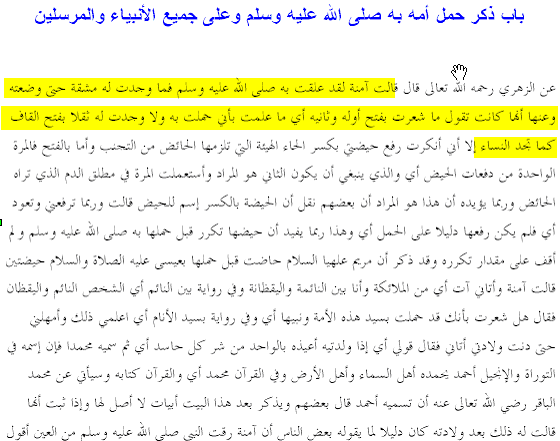 باب ذكر حمل أمه به صلى الله عليه وسلم وعلى جميع الأنبياء والمرسلين
عن الزهري رحمه الله تعالى قال قالت آمنة لقد علقت به صلى الله عليه وسلم فما وجدت له مشقة حتى وضعته
وعنها أنها كانت تقول ما شعرت بفتح أوله وثانيه أي ما علمت بأني حملت به ولا وجدت له ثقلا بفتح القاف
كما تجد النساء إلا أني أنكرت رفع حيضتي بكسر الحاء الهيئة التي تلزمها الحائض من التجنب وأما بالفتح فالمرة
الواحدة من دفعات الحيض أي والذي ينبغي أن يكون الثاني هو المراد وأستعملت المرة في مطلق الدم الذي تراه
الحائض وربما يؤيده أن هذا هو المراد أن بعضهم نقل أن الحيضة بالكسر إسم للحيض قالت وربما ترفعني وتعود
أي فلم يكن رفعها دليلا على الحمل أي وهذا ربما يفيد أن حيضها تكرر قبل حملها به صلى الله عليه وسلم و لم
أقف على مقدار تكرره وقد ذكر أن مريم علهيا السلام حاضت قبل حملها بعيسى عليه الصلاة والسلام حيضتين
قالت آمنة وأتاني آت أي من الملائكة وأنا بين النائمة واليقظانة وفي رواية بين النائم أي الشخص النائم واليقظان
فقال هل شعرت بأنك قد حملت بسيد هذه الأمة ونبيها أي وفي رواية بسيد الأنام أي اعلمي ذلك وأمهلني
حتى دنت ولادتي أتاني فقال قولي أي إذا ولدتيه أعيذه بالواحد من شر كل حاسد أي ثم سميه محمدا فإن إسمه في
التوراة والإنجيل أحمد يحمده أهل السماء وأهل الأرض وفي القرآن محمد أي والقرآن كتابه وسيأتي عن محمد
الباقر رضي الله تعالى عنه أن تسميه أحمد قال بعضهم ويذكر بعد هذا البيت أبيات لا أصل لها وإذا ثبت أنها
قالت له ذلك بعد ولادته كان دليلا لما يقوله بعض الناس أن آمنة رقت النبي صلى الله عليه وسلم من العين أقول